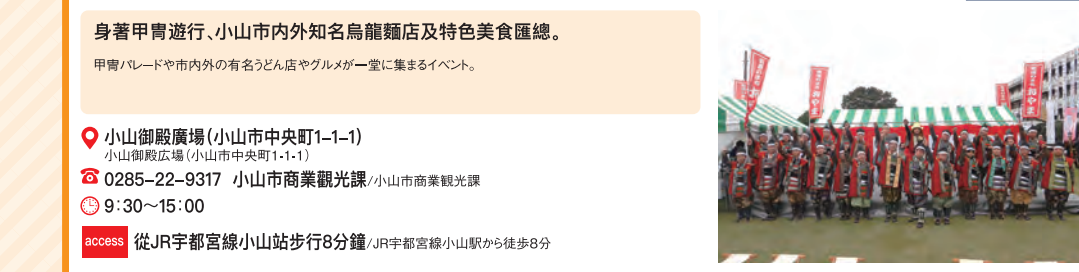 身著甲冑遊行、小山市内外知名烏龍麵店及特色美食匯總。
甲冑パレードや市内外の有名うどん店やグルメが一堂に集まるイベント。
小山御殿廣場(小山市中央町1–1–1)
小山御殿広場(小山市中央町1-1-1)
0285–22–9317 小山市商業觀光課/小山市商業観光課
9:30〜15:00
access 從JR宇都宮線小山站步行8分鐘/JR宇都宮線小山駅から徒歩8分
おやま
おやま